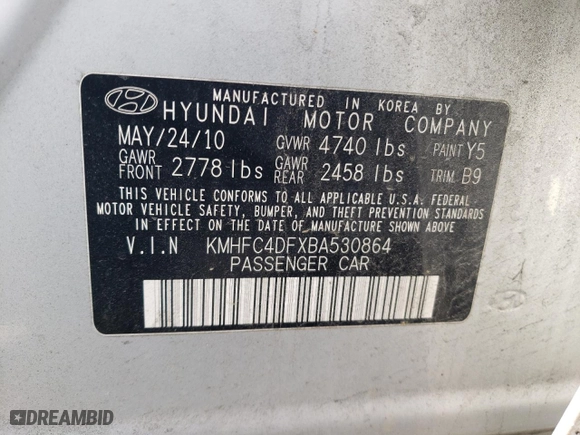 MANUFACTURED IN KOREA BY
HYUNDAI MOTOR COMPANY
MAY/24/10 GVWR 4740 lbs PAINT Y5
GAWR FRONT 2778 lbs GAWR REAR 2458 lbs TRIM B9
THIS VEHICLE CONFORMS TO ALL APPLICABLE U.S.A. FEDERAL
MOTOR VEHICLE SAFETY, BUMPER, AND THEFT PREVENTION STANDARDS
IN EFFECT ON THE DATE OF MANUFACTURE SHOWN ABOVE
V.I.N KMHFC4DFXBA530864
PASSENGER CAR
DREAMBID